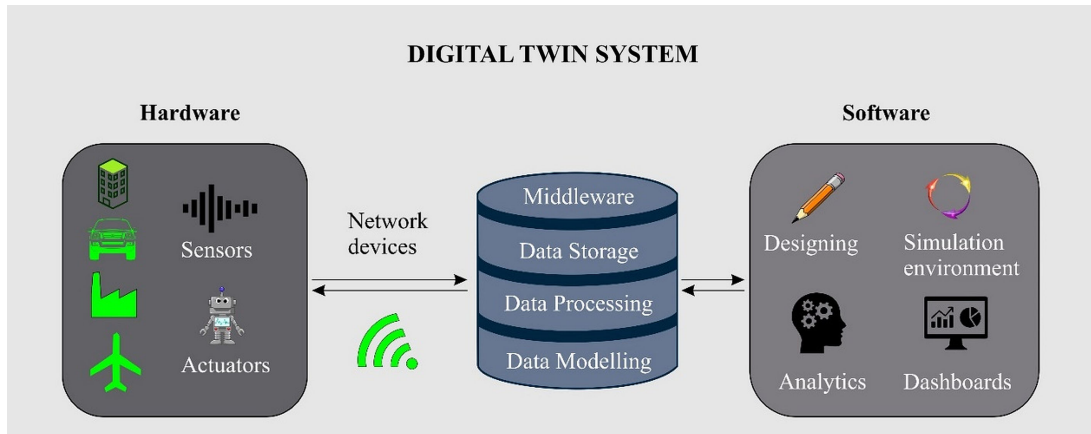 DIGITAL TWIN SYSTEM
Hardware
Software
Sensors
Actuators
Network
devices
Middleware
Data Storage
Data Processing
Data Modelling
Designing
Simulation
environment
Analytics
Dashboards